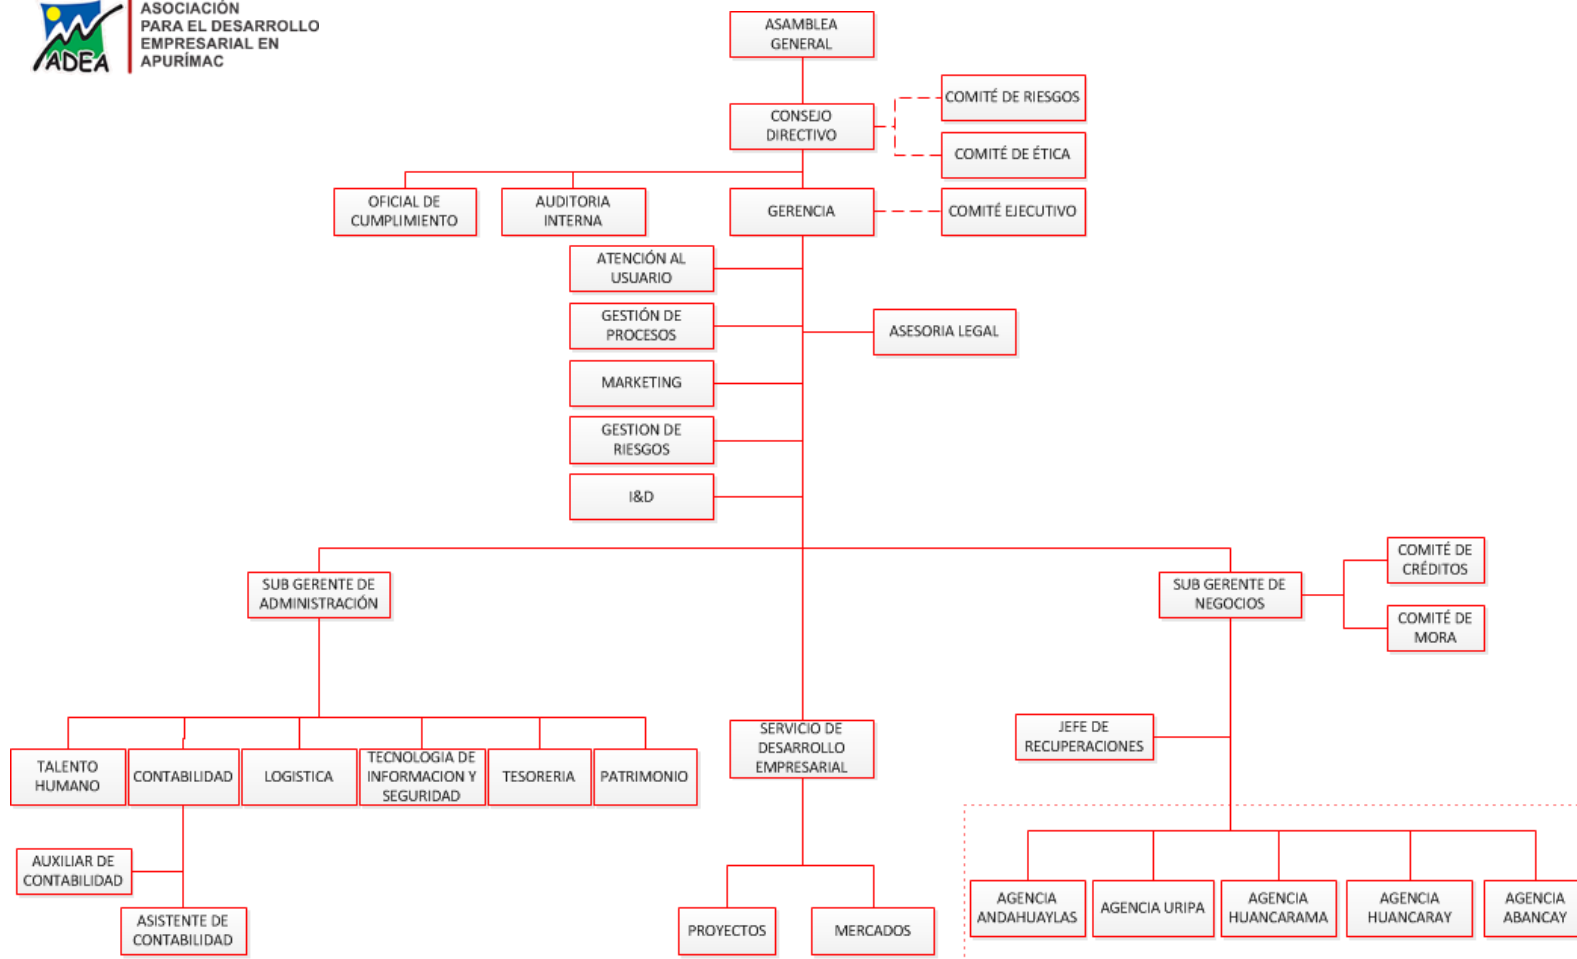 ASOCIACIÓN
PARA EL DESARROLLO
EMPRESARIAL EN
APURÍMAC
ADEA
ASAMBLEA
GENERAL
CONSEJO
DIRECTIVO
COMITÉ DE RIESGOS
COMITÉ DE ÉTICA
OFICIAL DE
CUMPLIMIENTO
AUDITORIA
INTERNA
GERENCIA
COMITÉ EJECUTIVO
ATENCIÓN AL
USUARIO
GESTIÓN DE
PROCESOS
ASESORIA LEGAL
MARKETING
GESTION DE
RIESGOS
I&D
SUB GERENTE DE
ADMINISTRACIÓN
SUB GERENTE DE
NEGOCIOS
COMITÉ DE
CRÉDITOS
COMITÉ DE
MORA
TALENTO
HUMANO
CONTABILIDAD
LOGISTICA
TECNOLOGIA DE
INFORMACION Y
SEGURIDAD
TESORERIA
PATRIMONIO
SERVICIO DE
DESARROLLO
EMPRESARIAL
JEFE DE
RECUPERACIONES
AUXILIAR DE
CONTABILIDAD
ASISTENTE DE
CONTABILIDAD
PROYECTOS
MERCADOS
AGENCIA
ANDAHUAYLAS
AGENCIA URIPA
AGENCIA
HUANCARAMA
AGENCIA
HUANCARAY
AGENCIA
ABANCAY